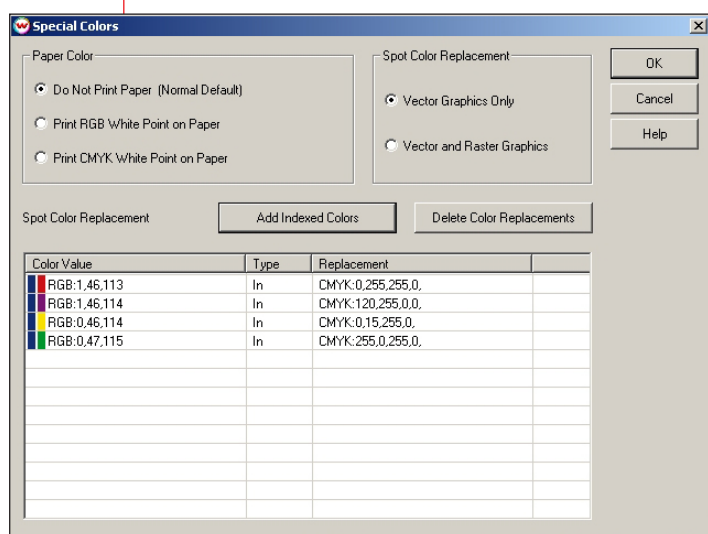 Special Colors
Paper Color
Do Not Print Paper (Normal Default)
Print RGB White Point on Paper
Print CMYK White Point on Paper
Spot Color Replacement
Vector Graphics Only
Vector and Raster Graphics
OK
Cancel
Help
Spot Color Replacement
Add Indexed Colors
Delete Color Replacements
Color Value Type Replacement
RGB:1,46,113 In CMYK:0,255,255,0,
RGB:1,46,114 In CMYK:120,255,0,0,
RGB:0,46,114 In CMYK:0,15,255,0,
RGB:0,47,115 In CMYK:255,0,255,0,